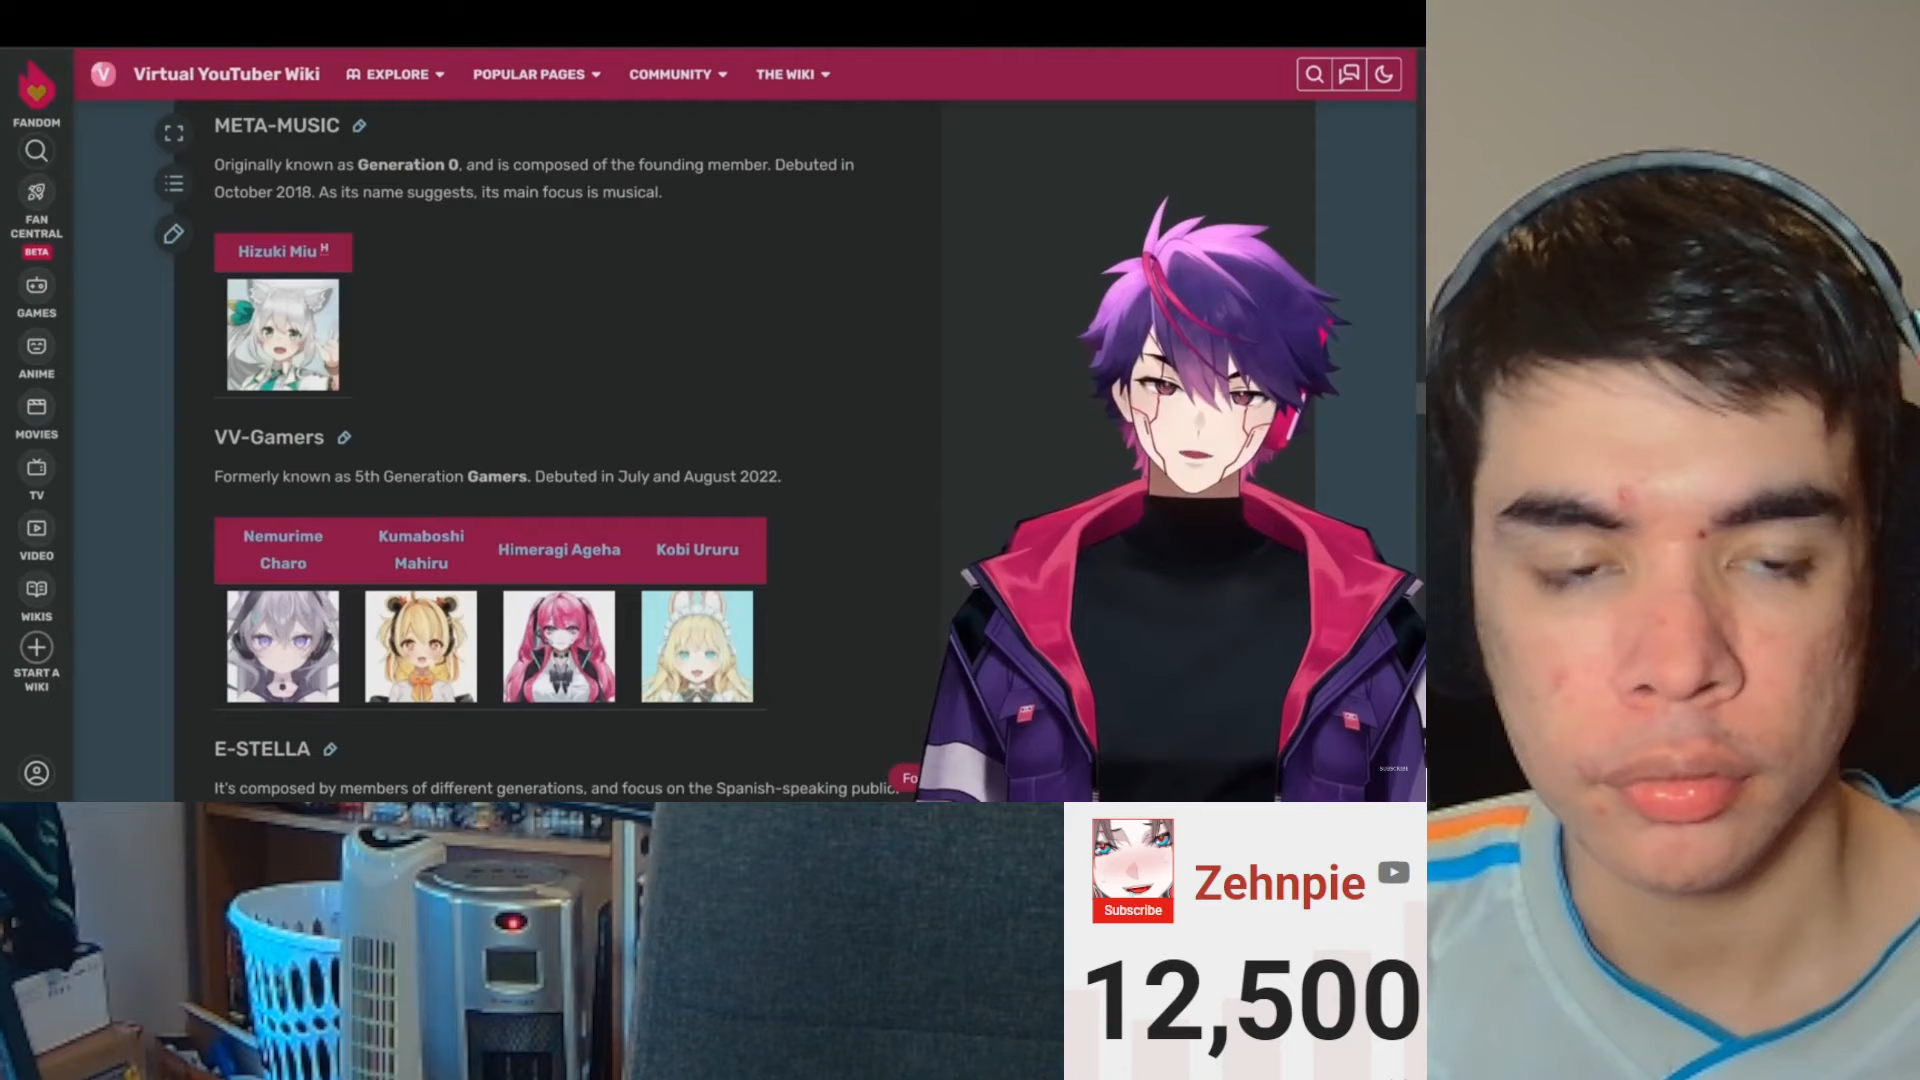 Virtual YouTuber Wiki
EXPLORE
POPULAR PAGES
COMMUNITY
THE WIKI
FANDOM
FAN CENTRAL
BETA
GAMES
ANIME
MOVIES
TV
VIDEO
WIKIS
START A WIKI
META-MUSIC
Originally known as Generation 0, and is composed of the founding member. Debuted in
October 2018. As its name suggests, its main focus is musical.
Hizuki Miu H
VV-Gamers
Formerly known as 5th Generation Gamers. Debuted in July and August 2022.
Nemurime Charo
Kumaboshi Mahiru
Himeragi Ageha
Kobi Ururu
E-STELLA
It's composed by members of different generations, and focus on the Spanish-speaking public.
Fo
SUBSCRIBE
Subscribe
Zehnpie
12,500